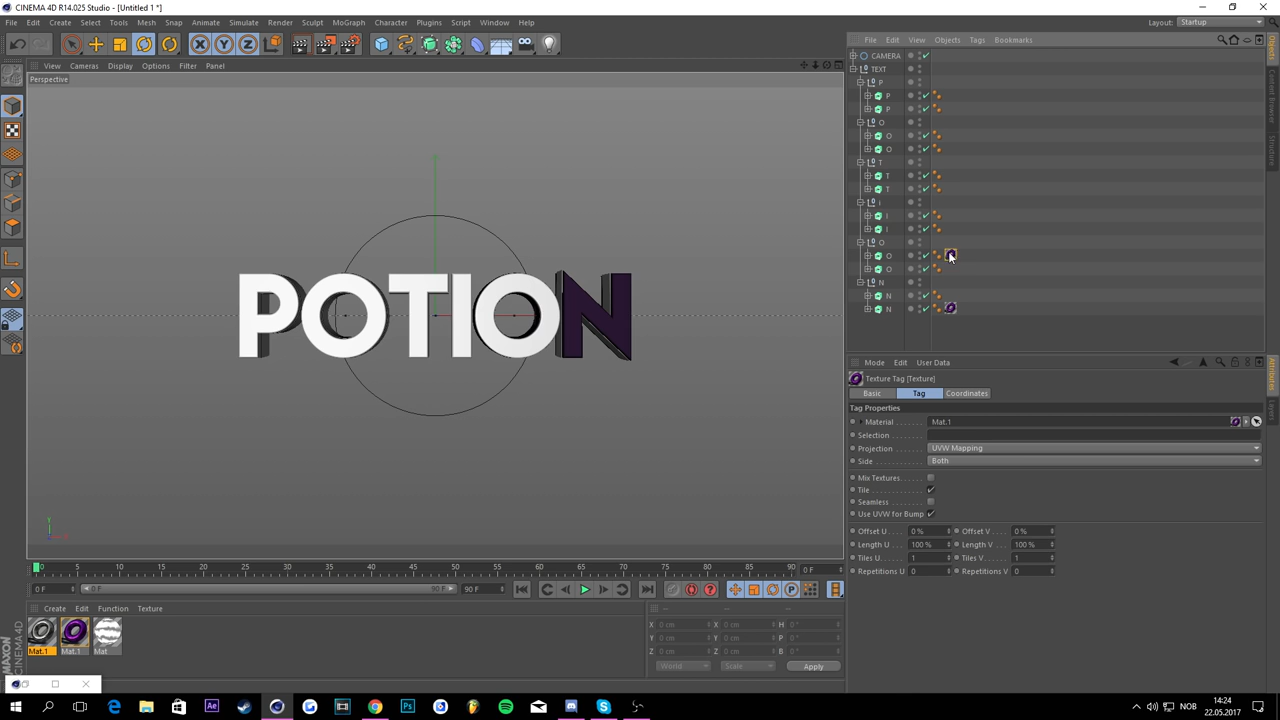 CINEMA 4D R14.025 Studio - [Untitled 1 *]
File Edit Create Select Tools Mesh Snap Animate Simulate Render Sculpt MoGraph Character Plugins Script Window Help
Layout: Startup
File Edit View Objects Tags Bookmarks
View Cameras Display Options Filter Panel
Perspective
CAMERA
TEXT
P
P
P
O
O
O
T
T
T
i
I
I
O
O
O
N
N
N
Objects
Content Browser
Structure
POTION
Y
Mode Edit User Data
Texture Tag [Texture]
Basic Tag Coordinates
Tag Properties
Material Mat.1
Selection
Projection UVW Mapping
Side Both
Mix Textures
Tile
Seamless
Use UVW for Bump
Offset U 0 % Offset V 0 %
Length U 100 % Length V 100 %
Tiles U 1 Tiles V 1
Repetitions U 0 Repetitions V 0
Attributes
Layers
0 5 10 15 20 25 30 35 40 45 50 55 60 65 70 75 80 85 90 0 F
0 F 0 F 90 F 90 F
Create Edit Function Texture
Mat.1 Mat.1 Mat
X 0 cm X 0 cm H 0 °
Y 0 cm Y 0 cm P 0 °
Z 0 cm Z 0 cm B 0 °
World Scale Apply
MAXON CINEMA 4D
14:24
NOB
22.05.2017